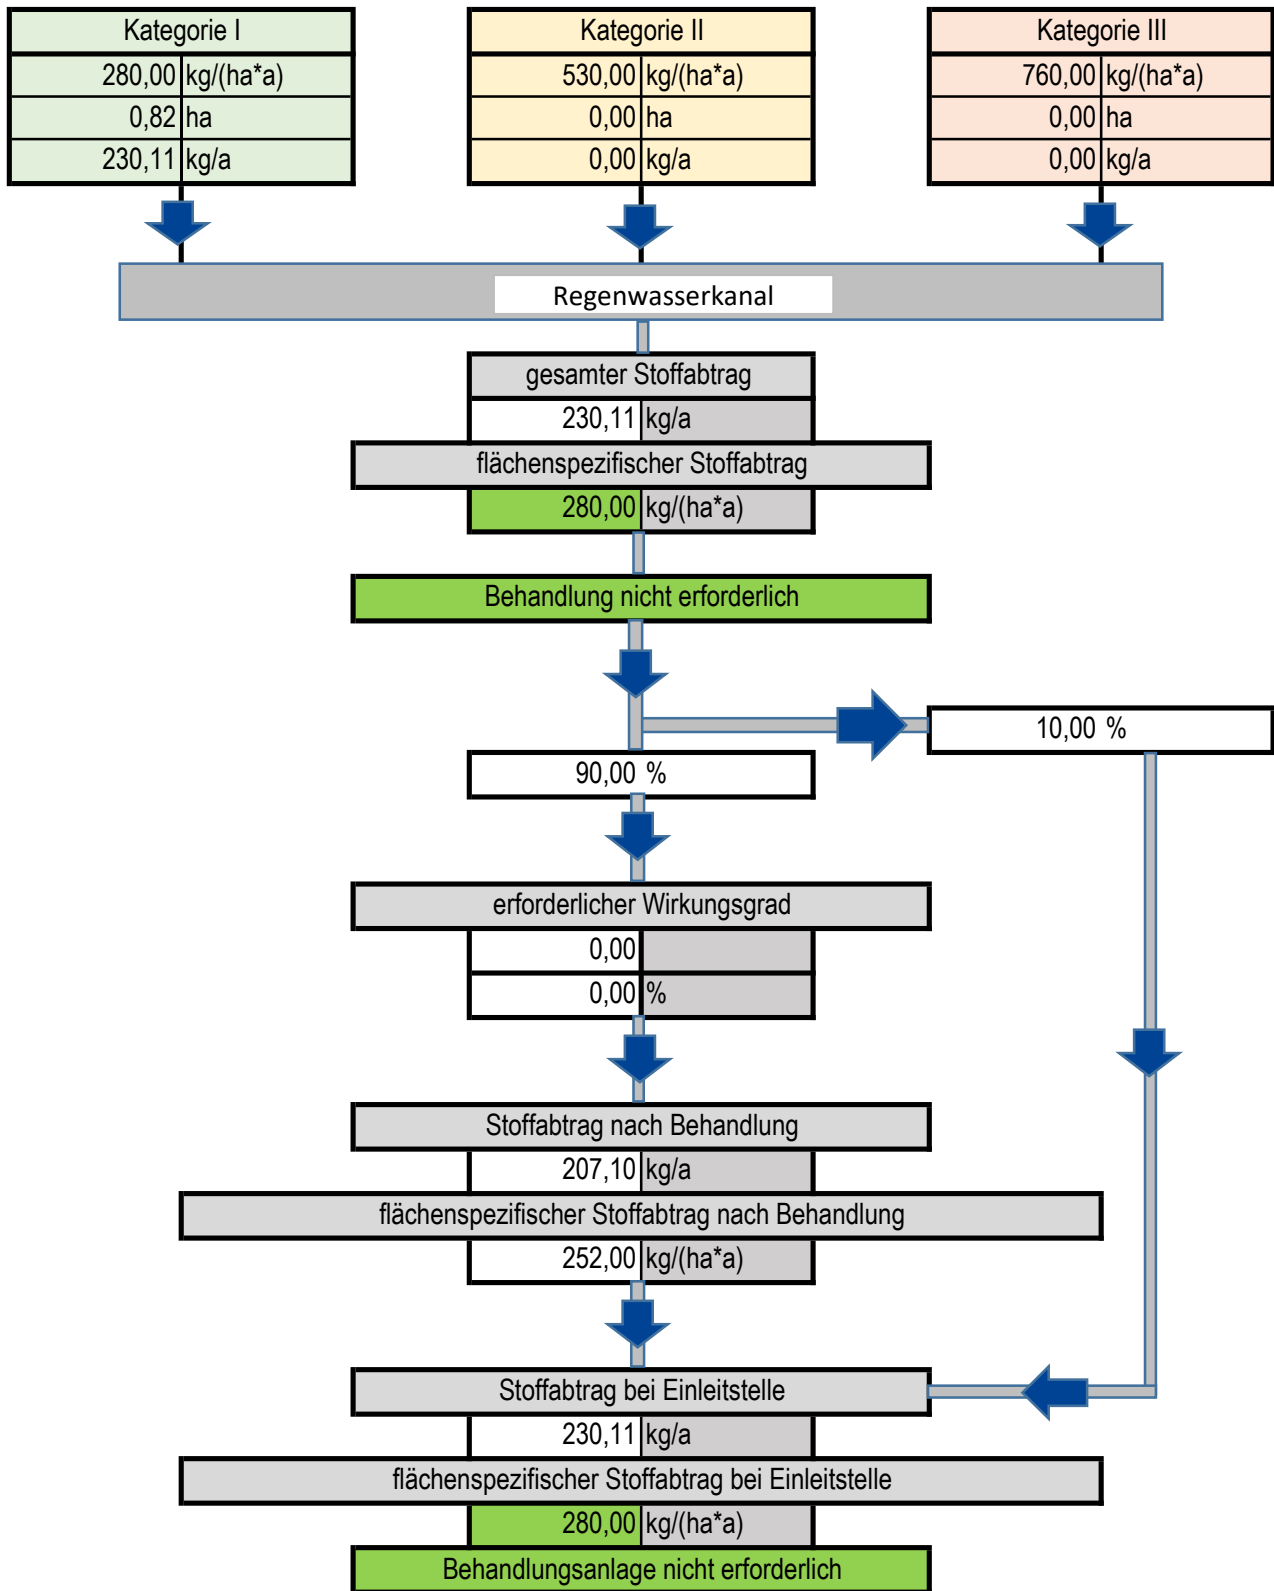 Kategorie I
280,00 kg/(ha*a)
0,82 ha
230,11 kg/a
Kategorie II
530,00 kg/(ha*a)
0,00 ha
0,00 kg/a
Kategorie III
760,00 kg/(ha*a)
0,00 ha
0,00 kg/a
Regenwasserkanal
gesamter Stoffabtrag
230,11 kg/a
flächenspezifischer Stoffabtrag
280,00 kg/(ha*a)
Behandlung nicht erforderlich
10,00 %
90,00 %
erforderlicher Wirkungsgrad
0,00
0,00 %
Stoffabtrag nach Behandlung
207,10 kg/a
flächenspezifischer Stoffabtrag nach Behandlung
252,00 kg/(ha*a)
Stoffabtrag bei Einleitstelle
230,11 kg/a
flächenspezifischer Stoffabtrag bei Einleitstelle
280,00 kg/(ha*a)
Behandlungsanlage nicht erforderlich